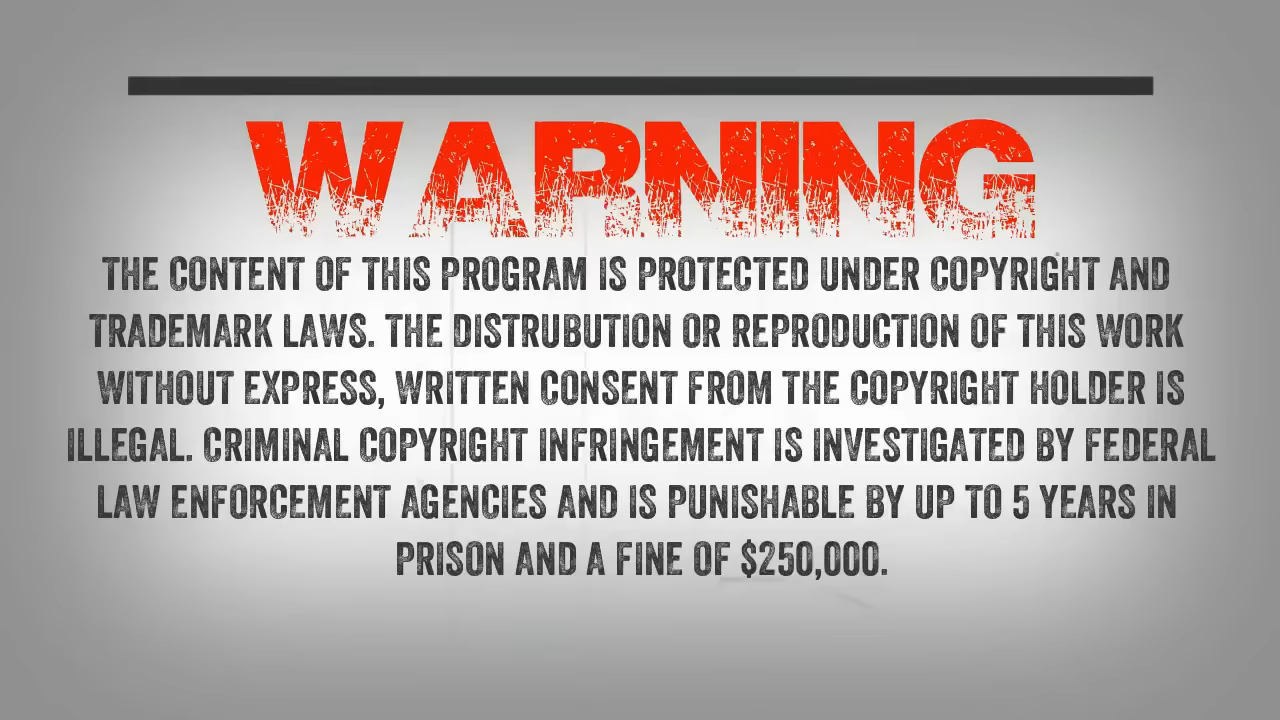 WARNING
THE CONTENT OF THIS PROGRAM IS PROTECTED UNDER COPYRIGHT AND
TRADEMARK LAWS. THE DISTRUBUTION OR REPRODUCTION OF THIS WORK
WITHOUT EXPRESS, WRITTEN CONSENT FROM THE COPYRIGHT HOLDER IS
ILLEGAL. CRIMINAL COPYRIGHT INFRINGEMENT IS INVESTIGATED BY FEDERAL
LAW ENFORCEMENT AGENCIES AND IS PUNISHABLE BY UP TO 5 YEARS IN
PRISON AND A FINE OF $250,000.